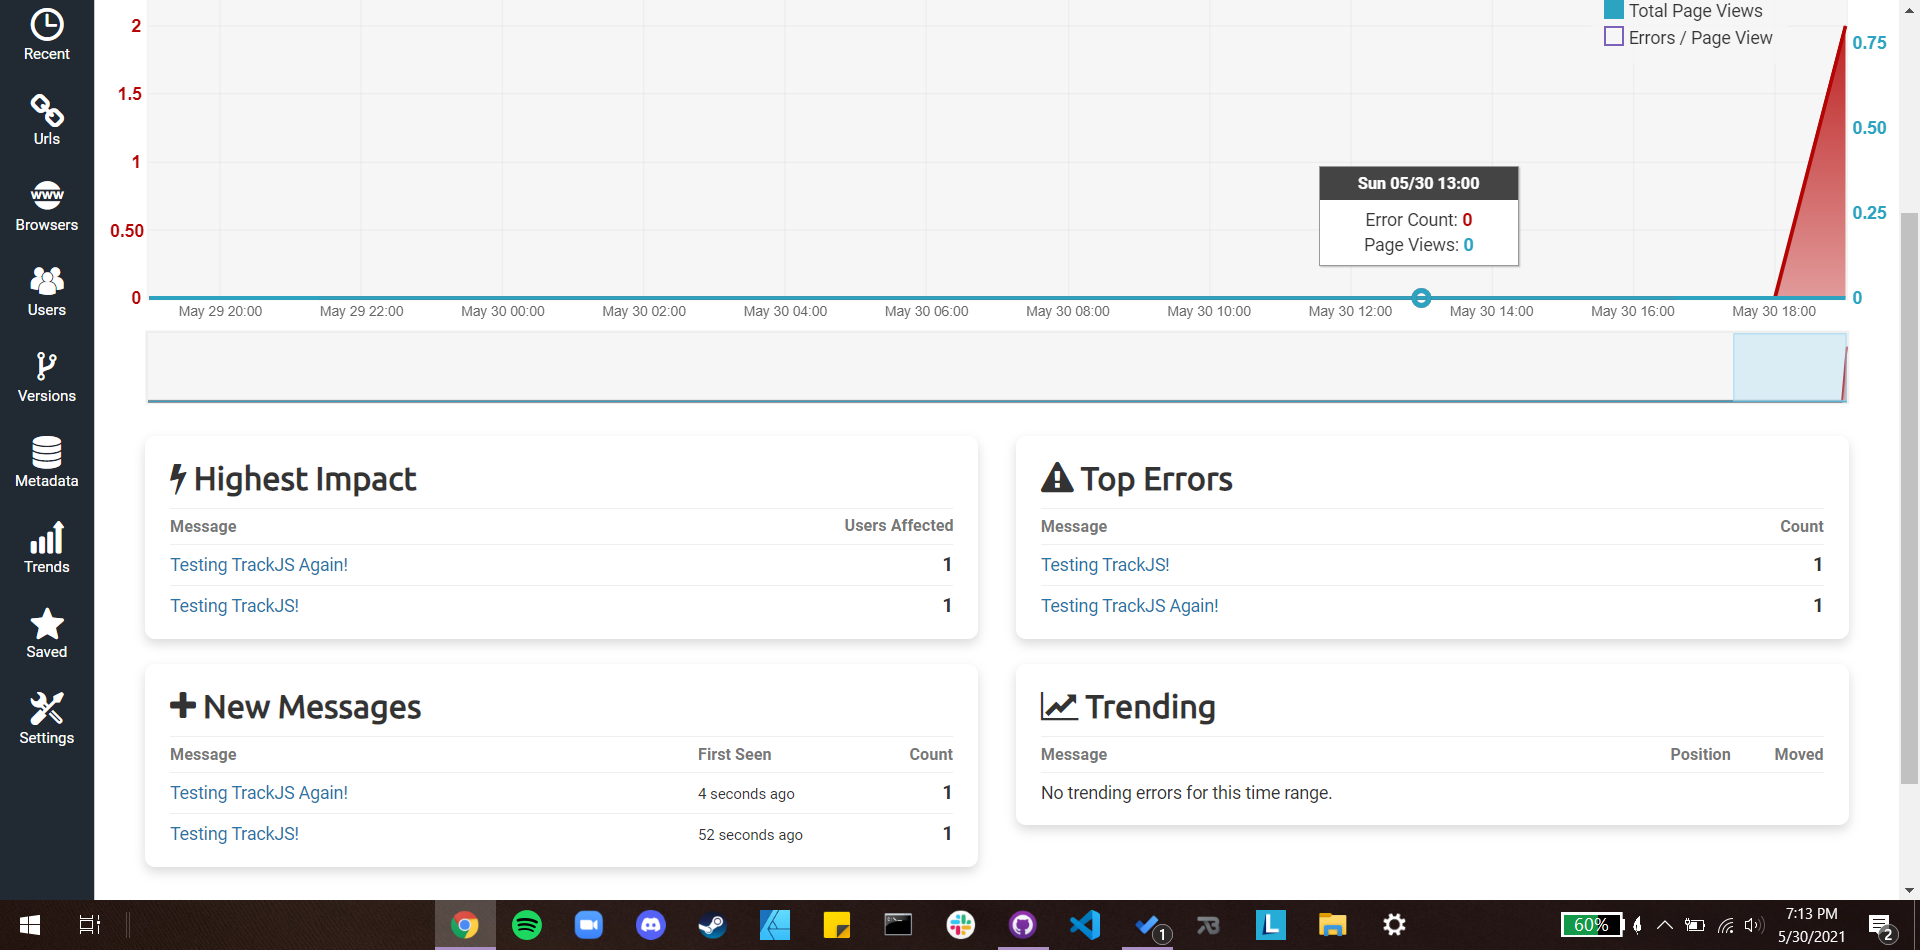 Recent
Urls
www
Browsers
Users
Versions
Metadata
Trends
Saved
Settings
Total Page Views
Errors / Page View
2
1.5
1
0.50
0
0.75
0.50
0.25
0
Sun 05/30 13:00
Error Count: 0
Page Views: 0
May 29 20:00 May 29 22:00 May 30 00:00 May 30 02:00 May 30 04:00 May 30 06:00 May 30 08:00 May 30 10:00 May 30 12:00 May 30 14:00 May 30 16:00 May 30 18:00
Highest Impact
Message Users Affected
Testing TrackJS Again! 1
Testing TrackJS! 1
Top Errors
Message Count
Testing TrackJS! 1
Testing TrackJS Again! 1
New Messages
Message First Seen Count
Testing TrackJS Again! 4 seconds ago 1
Testing TrackJS! 52 seconds ago 1
Trending
Message Position Moved
No trending errors for this time range.
L
1
60%
7:13 PM
5/30/2021
2